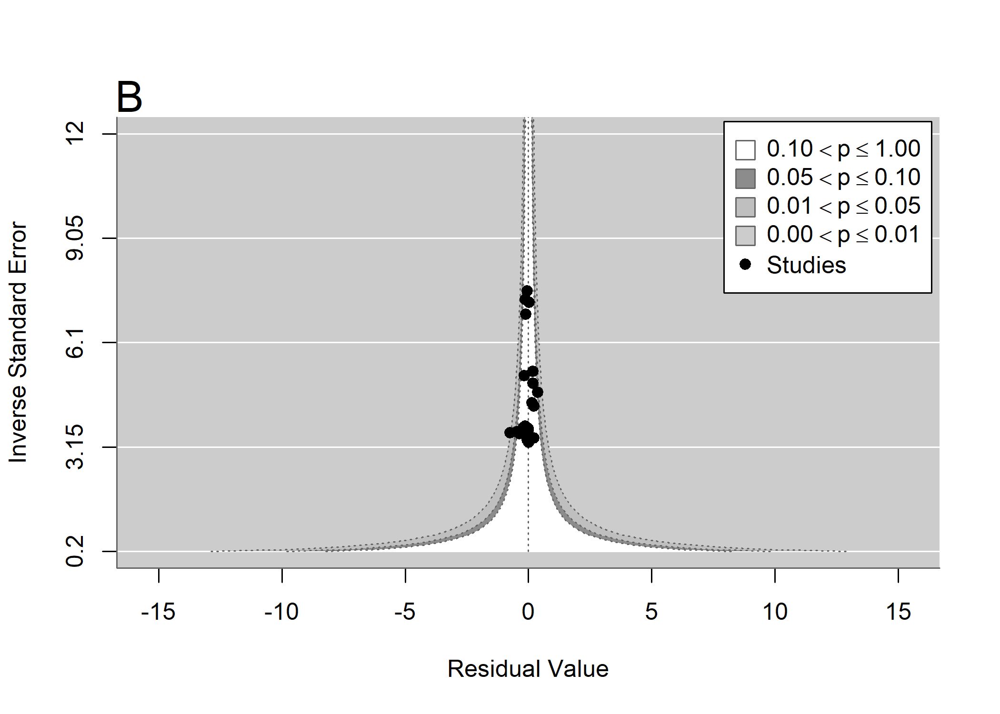 B
Inverse Standard Error
12
9.05
6.1
3.15
0.2
0.10 < p ≤ 1.00
0.05 < p ≤ 0.10
0.01 < p ≤ 0.05
0.00 < p ≤ 0.01
Studies
-15 -10 -5 0 5 10 15
Residual Value